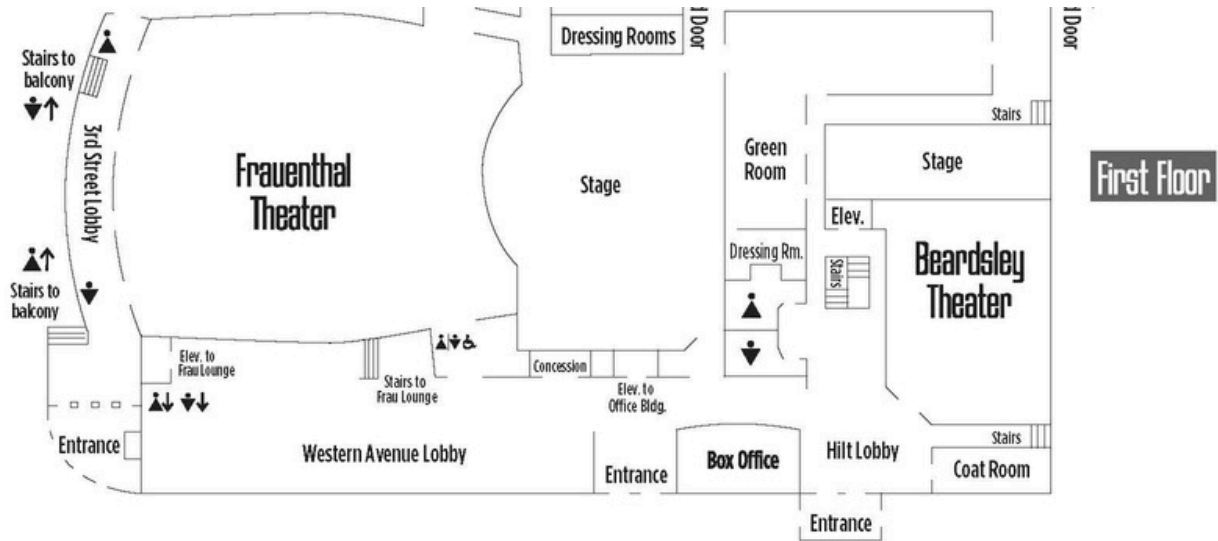 Dressing Rooms
Door
Door
Stairs to
balcony
3rd Street Lobby
Frauenthal
Theater
Stage
Green
Room
Stairs
Stage
First Floor
Elev.
Dressing Rm.
Stairs
Beardsley
Theater
Stairs to
balcony
Elev. to
Frau Lounge
Stairs to
Frau Lounge
Concession
Elev. to
Office Bldg.
Entrance
Western Avenue Lobby
Entrance
Box Office
Hilt Lobby
Stairs
Coat Room
Entrance